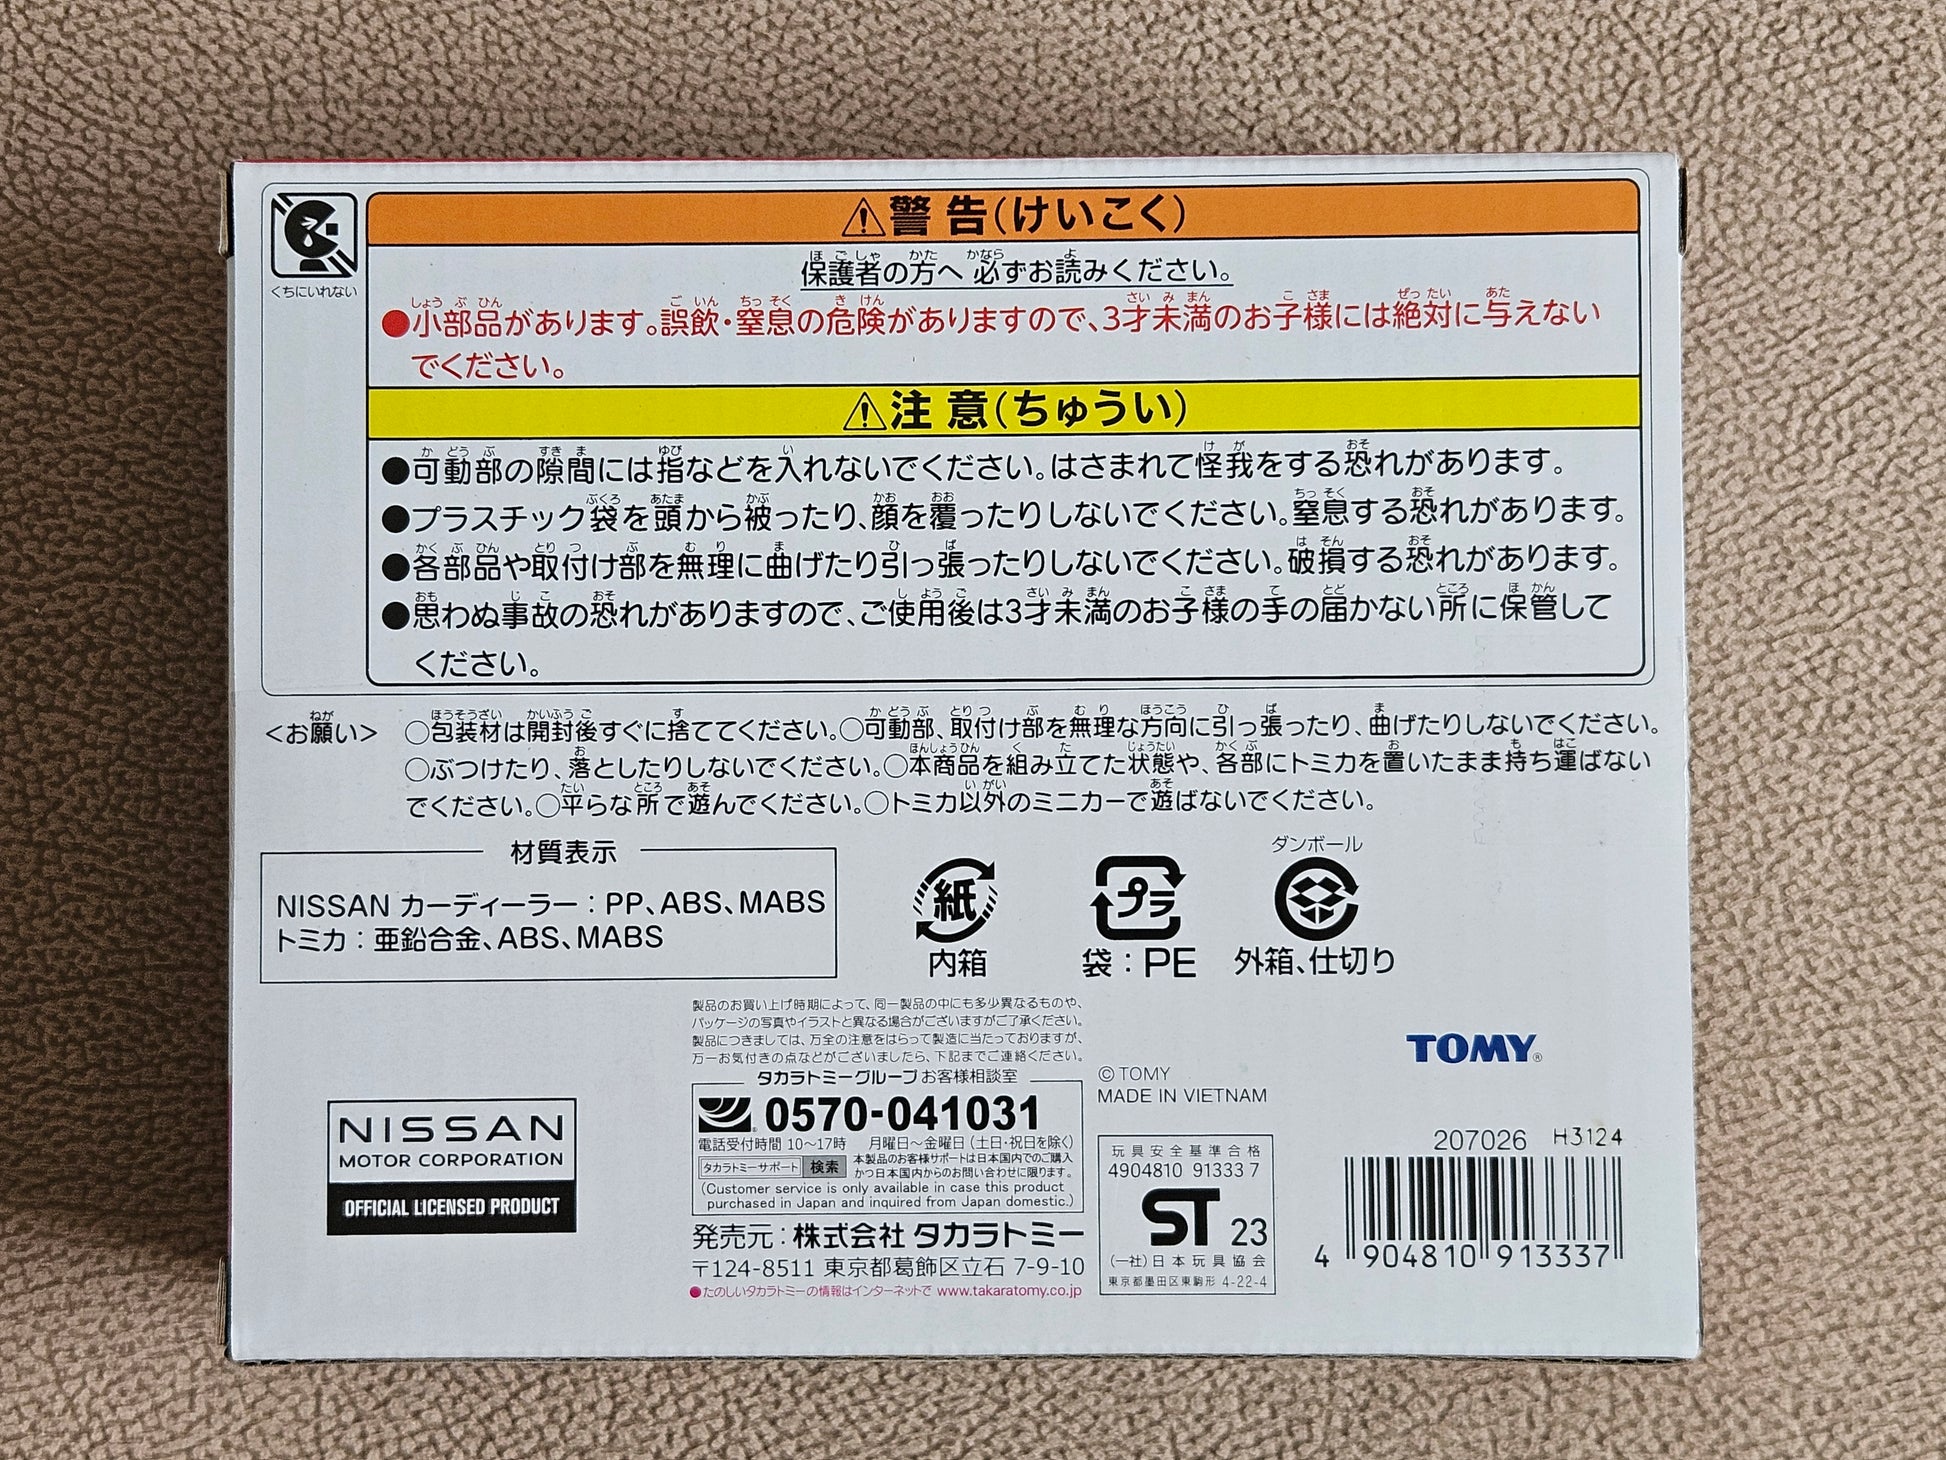 くちにいれない
⚠警告(けいこく)
保護者の方へ 必ずお読みください。
●小部品があります。誤飲・窒息の危険がありますので、3才未満のお子様には絶対に与えない
でください。
⚠注意(ちゅうい)
●可動部の隙間には指などを入れないでください。はさまれて怪我をする恐れがあります。
●プラスチック袋を頭から被ったり、顔を覆ったりしないでください。窒息する恐れがあります。
●各部品や取付け部を無理に曲げたり引っ張ったりしないでください。破損する恐れがあります。
●思わぬ事故の恐れがありますので、ご使用後は3才未満のお子様の手の届かない所に保管して
ください。
<お願い> ○包装材は開封後すぐに捨ててください。○可動部、取付け部を無理な方向に引っ張ったり、曲げたりしないでください。
○ぶつけたり、落としたりしないでください。○本商品を組み立てた状態や、各部にトミカを置いたまま持ち運ばない
でください。○平らな所で遊んでください。○トミカ以外のミニカーで遊ばないでください。
材質表示
NISSAN カーディーラー：PP、ABS、MABS
トミカ：亜鉛合金、ABS、MABS
紙
内箱
プラ
袋：PE
ダンボール
外箱、仕切り
製品のお買い上げ時期によって、同一製品の中にも多少異なるものや、
パッケージの写真やイラストと異なる場合がございますがご了承ください。
製品につきましては、万全の注意をはらって製造に当たっておりますが、
万一お気付きの点などがございましたら、下記までご連絡ください。
タカラトミーグループお客様相談室
0570-041031
電話受付時間 10〜17時 月曜日〜金曜日(土日・祝日を除く)
タカラトミーサポート 検索
本製品のお客様サポートは日本国内でのご購入
かつ日本国内からのお問い合わせに限ります。
(Customer service is only available in case this product
purchased in Japan and inquired from Japan domestic.)
発売元：株式会社 タカラトミー
〒124-8511 東京都葛飾区立石 7-9-10
●たのしいタカラトミーの情報はインターネットで www.takaratomy.co.jp
NISSAN
MOTOR CORPORATION
OFFICIAL LICENSED PRODUCT
© TOMY
MADE IN VIETNAM
玩具安全基準合格
4904810 91333 7
ST 23
(一社)日本玩具協会
東京都墨田区東駒形 4-22-4
TOMY®
207026 H3124
4 904810 913337